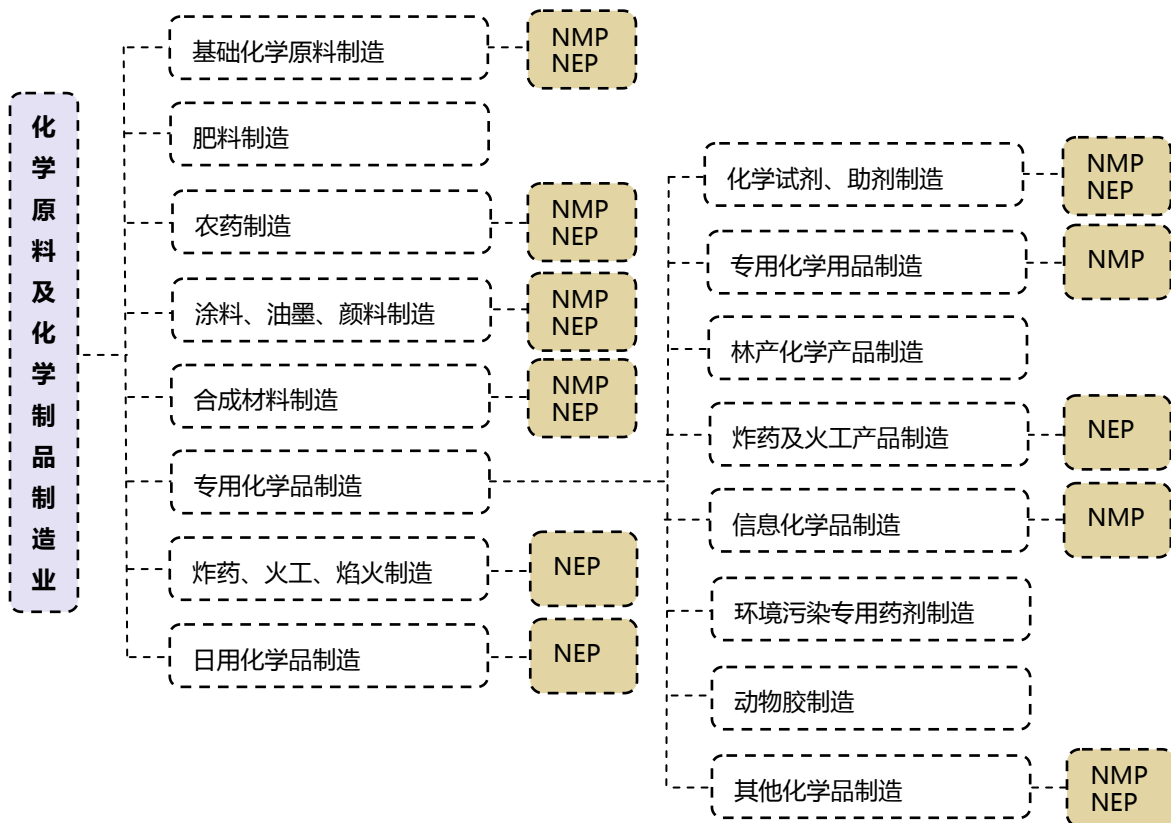 化学原料及化学制品制造业
基础化学原料制造
NMP
NEP
肥料制造
农药制造
NMP
NEP
涂料、油墨、颜料制造
NMP
NEP
合成材料制造
NMP
NEP
专用化学品制造
炸药、火工、焰火制造
NEP
日用化学品制造
NEP
化学试剂、助剂制造
NMP
NEP
专用化学用品制造
NMP
林产化学产品制造
炸药及火工产品制造
NEP
信息化学品制造
NMP
环境污染专用药剂制造
动物胶制造
其他化学品制造
NMP
NEP